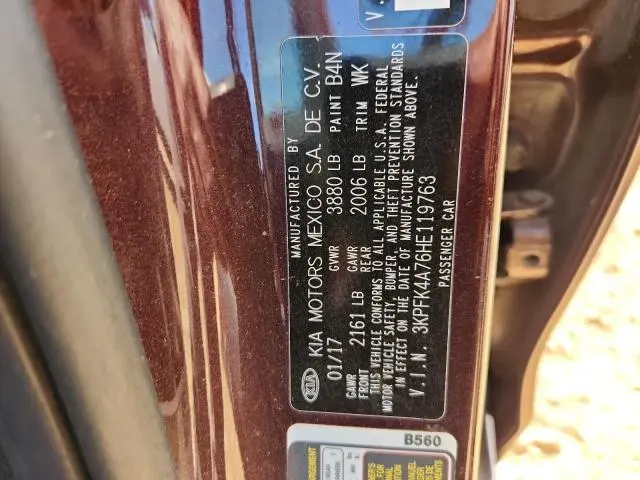 MANUFACTURED BY
KIA KIA MOTORS MEXICO S.A. DE C.V.
01/17 GVWR 3880 LB PAINT B4N
GAWR FRONT 2161 LB GAWR REAR 2006 LB TRIM WK
THIS VEHICLE CONFORMS TO ALL APPLICABLE U.S.A. FEDERAL
MOTOR VEHICLE SAFETY, BUMPER, AND THEFT PREVENTION STANDARDS
IN EFFECT ON THE DATE OF MANUFACTURE SHOWN ABOVE.
V.I.N. 3KPFK4A76HE119763
PASSENGER CAR
V.
B560